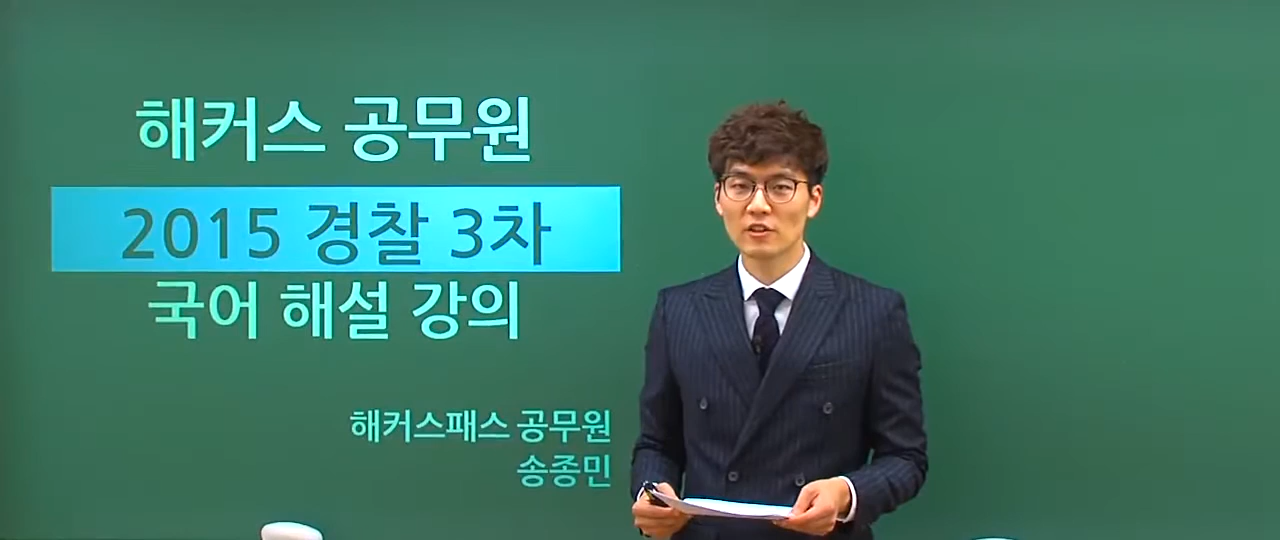 해커스 공무원
2015 경찰 3차
국어 해설 강의
해커스패스 공무원
송종민